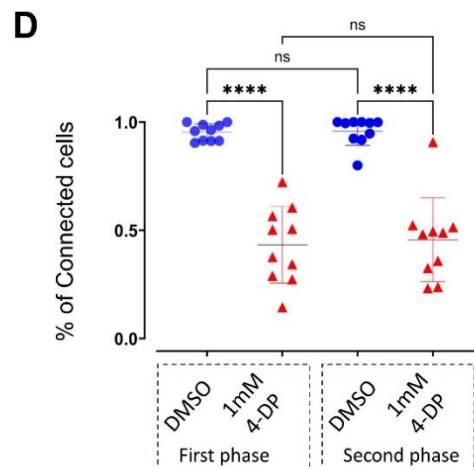 D
ns
ns
**** ****
% of Connected cells
1.0
0.5
0.0
DMSO 1mM 4-DP DMSO 1mM 4-DP
First phase Second phase